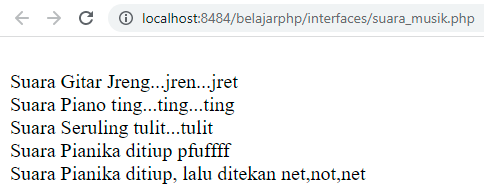 localhost:8484/belajarphp/interfaces/suara_musik.php
Suara Gitar Jreng...jren...jret
Suara Piano ting...ting...ting
Suara Seruling tulit...tulit
Suara Pianika ditiup pfuffff
Suara Pianika ditiup, lalu ditekan net,not,net